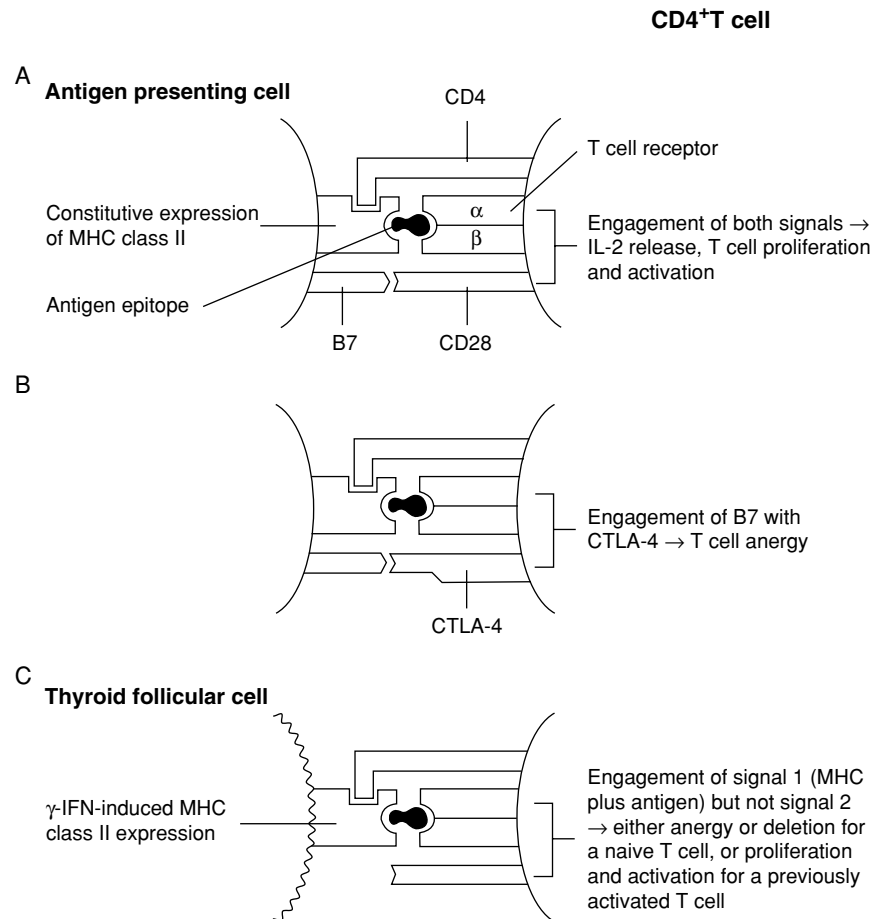 CD4⁺T cell
A
Antigen presenting cell
CD4
T cell receptor
Constitutive expression
of MHC class II
α
β
Engagement of both signals →
IL-2 release, T cell proliferation
and activation
Antigen epitope
B7
CD28
B
Engagement of B7 with
CTLA-4 → T cell anergy
CTLA-4
C
Thyroid follicular cell
γ-IFN-induced MHC
class II expression
Engagement of signal 1 (MHC
plus antigen) but not signal 2
→ either anergy or deletion for
a naive T cell, or proliferation
and activation for a previously
activated T cell